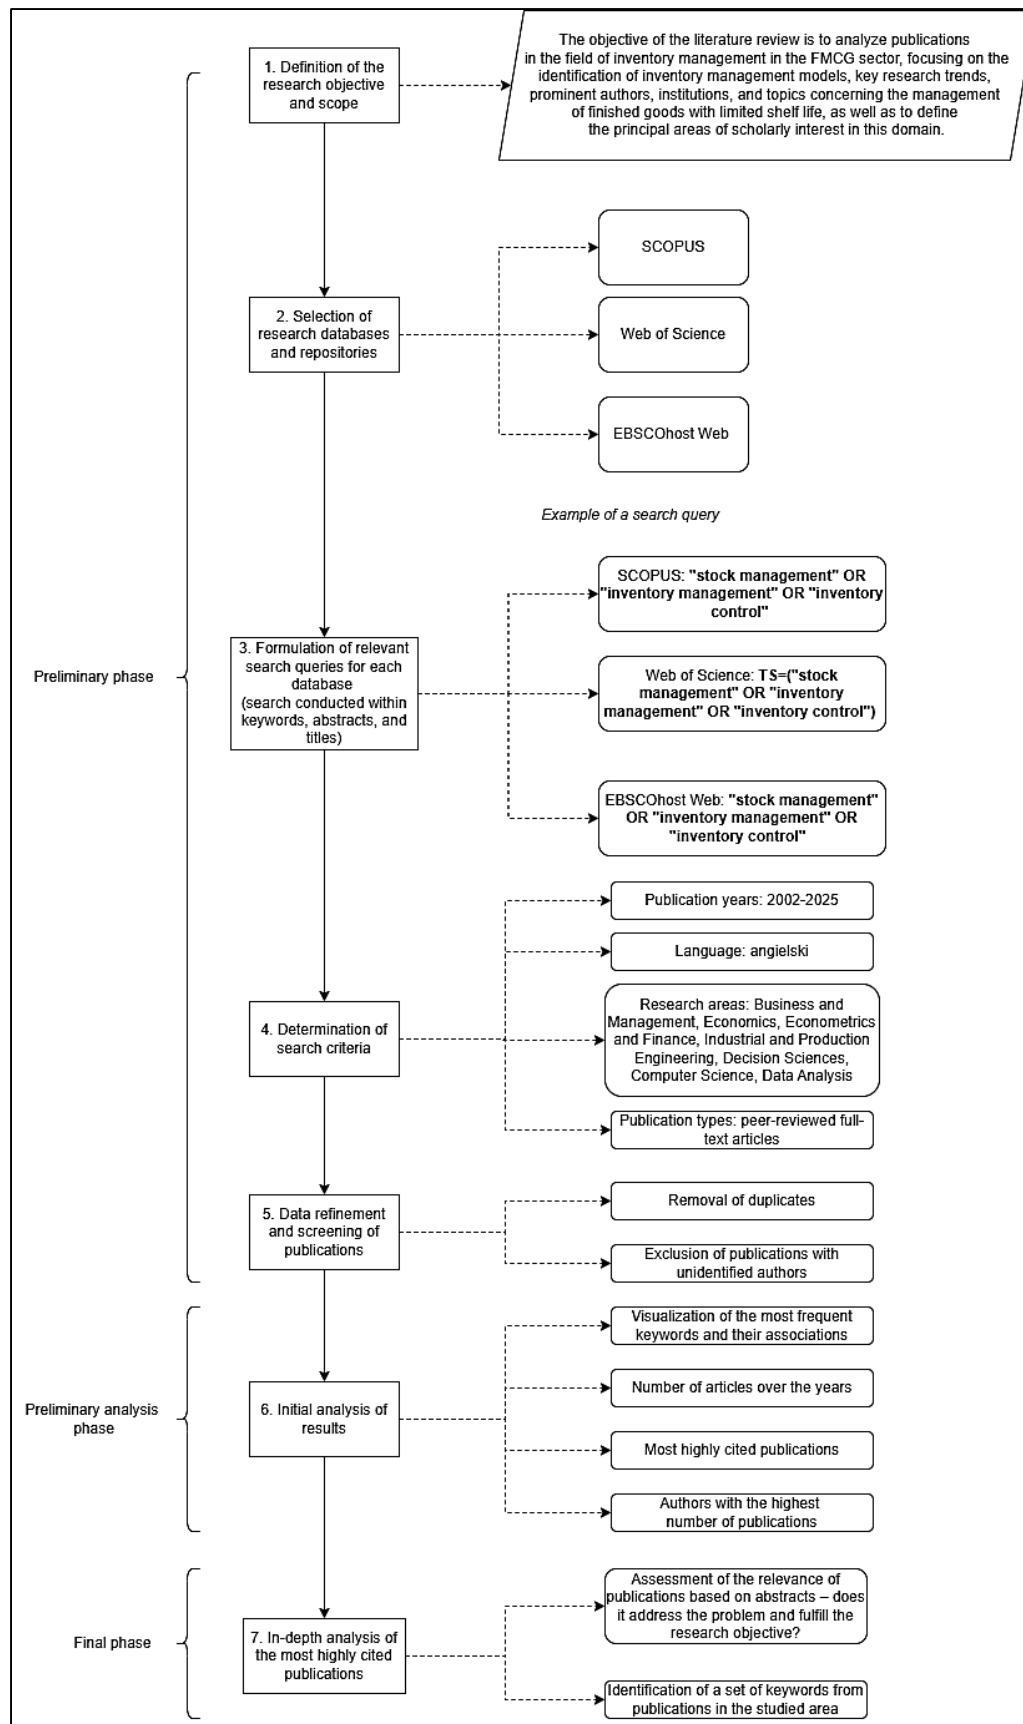 The objective of the literature review is to analyze publications
in the field of inventory management in the FMCG sector, focusing on the
identification of inventory management models, key research trends,
prominent authors, institutions, and topics concerning the management
of finished goods with limited shelf life, as well as to define
the principal areas of scholarly interest in this domain.
1. Definition of the
research objective
and scope
SCOPUS
2. Selection of
research databases
and repositories
Web of Science
EBSCOhost Web
Example of a search query
SCOPUS: "stock management" OR
"inventory management" OR "inventory
control"
Preliminary phase
3. Formulation of relevant
search queries for each
database
(search conducted within
keywords, abstracts, and
titles)
Web of Science: TS=("stock
management" OR "inventory
management" OR "inventory control")
EBSCOhost Web: "stock management"
OR "inventory management" OR
"inventory control"
Publication years: 2002-2025
Language: angielski
4. Determination of
search criteria
Research areas: Business and
Management, Economics, Econometrics
and Finance, Industrial and Production
Engineering, Decision Sciences,
Computer Science, Data Analysis
Publication types: peer-reviewed full-
text articles
5. Data refinement
and screening of
publications
Removal of duplicates
Exclusion of publications with
unidentified authors
Visualization of the most frequent
keywords and their associations
Preliminary analysis
phase
6. Initial analysis of
results
Number of articles over the years
Most highly cited publications
Authors with the highest
number of publications
Final phase
7. In-depth analysis of
the most highly cited
publications
Assessment of the relevance of
publications based on abstracts – does
it address the problem and fulfill the
research objective?
Identification of a set of keywords from
publications in the studied area